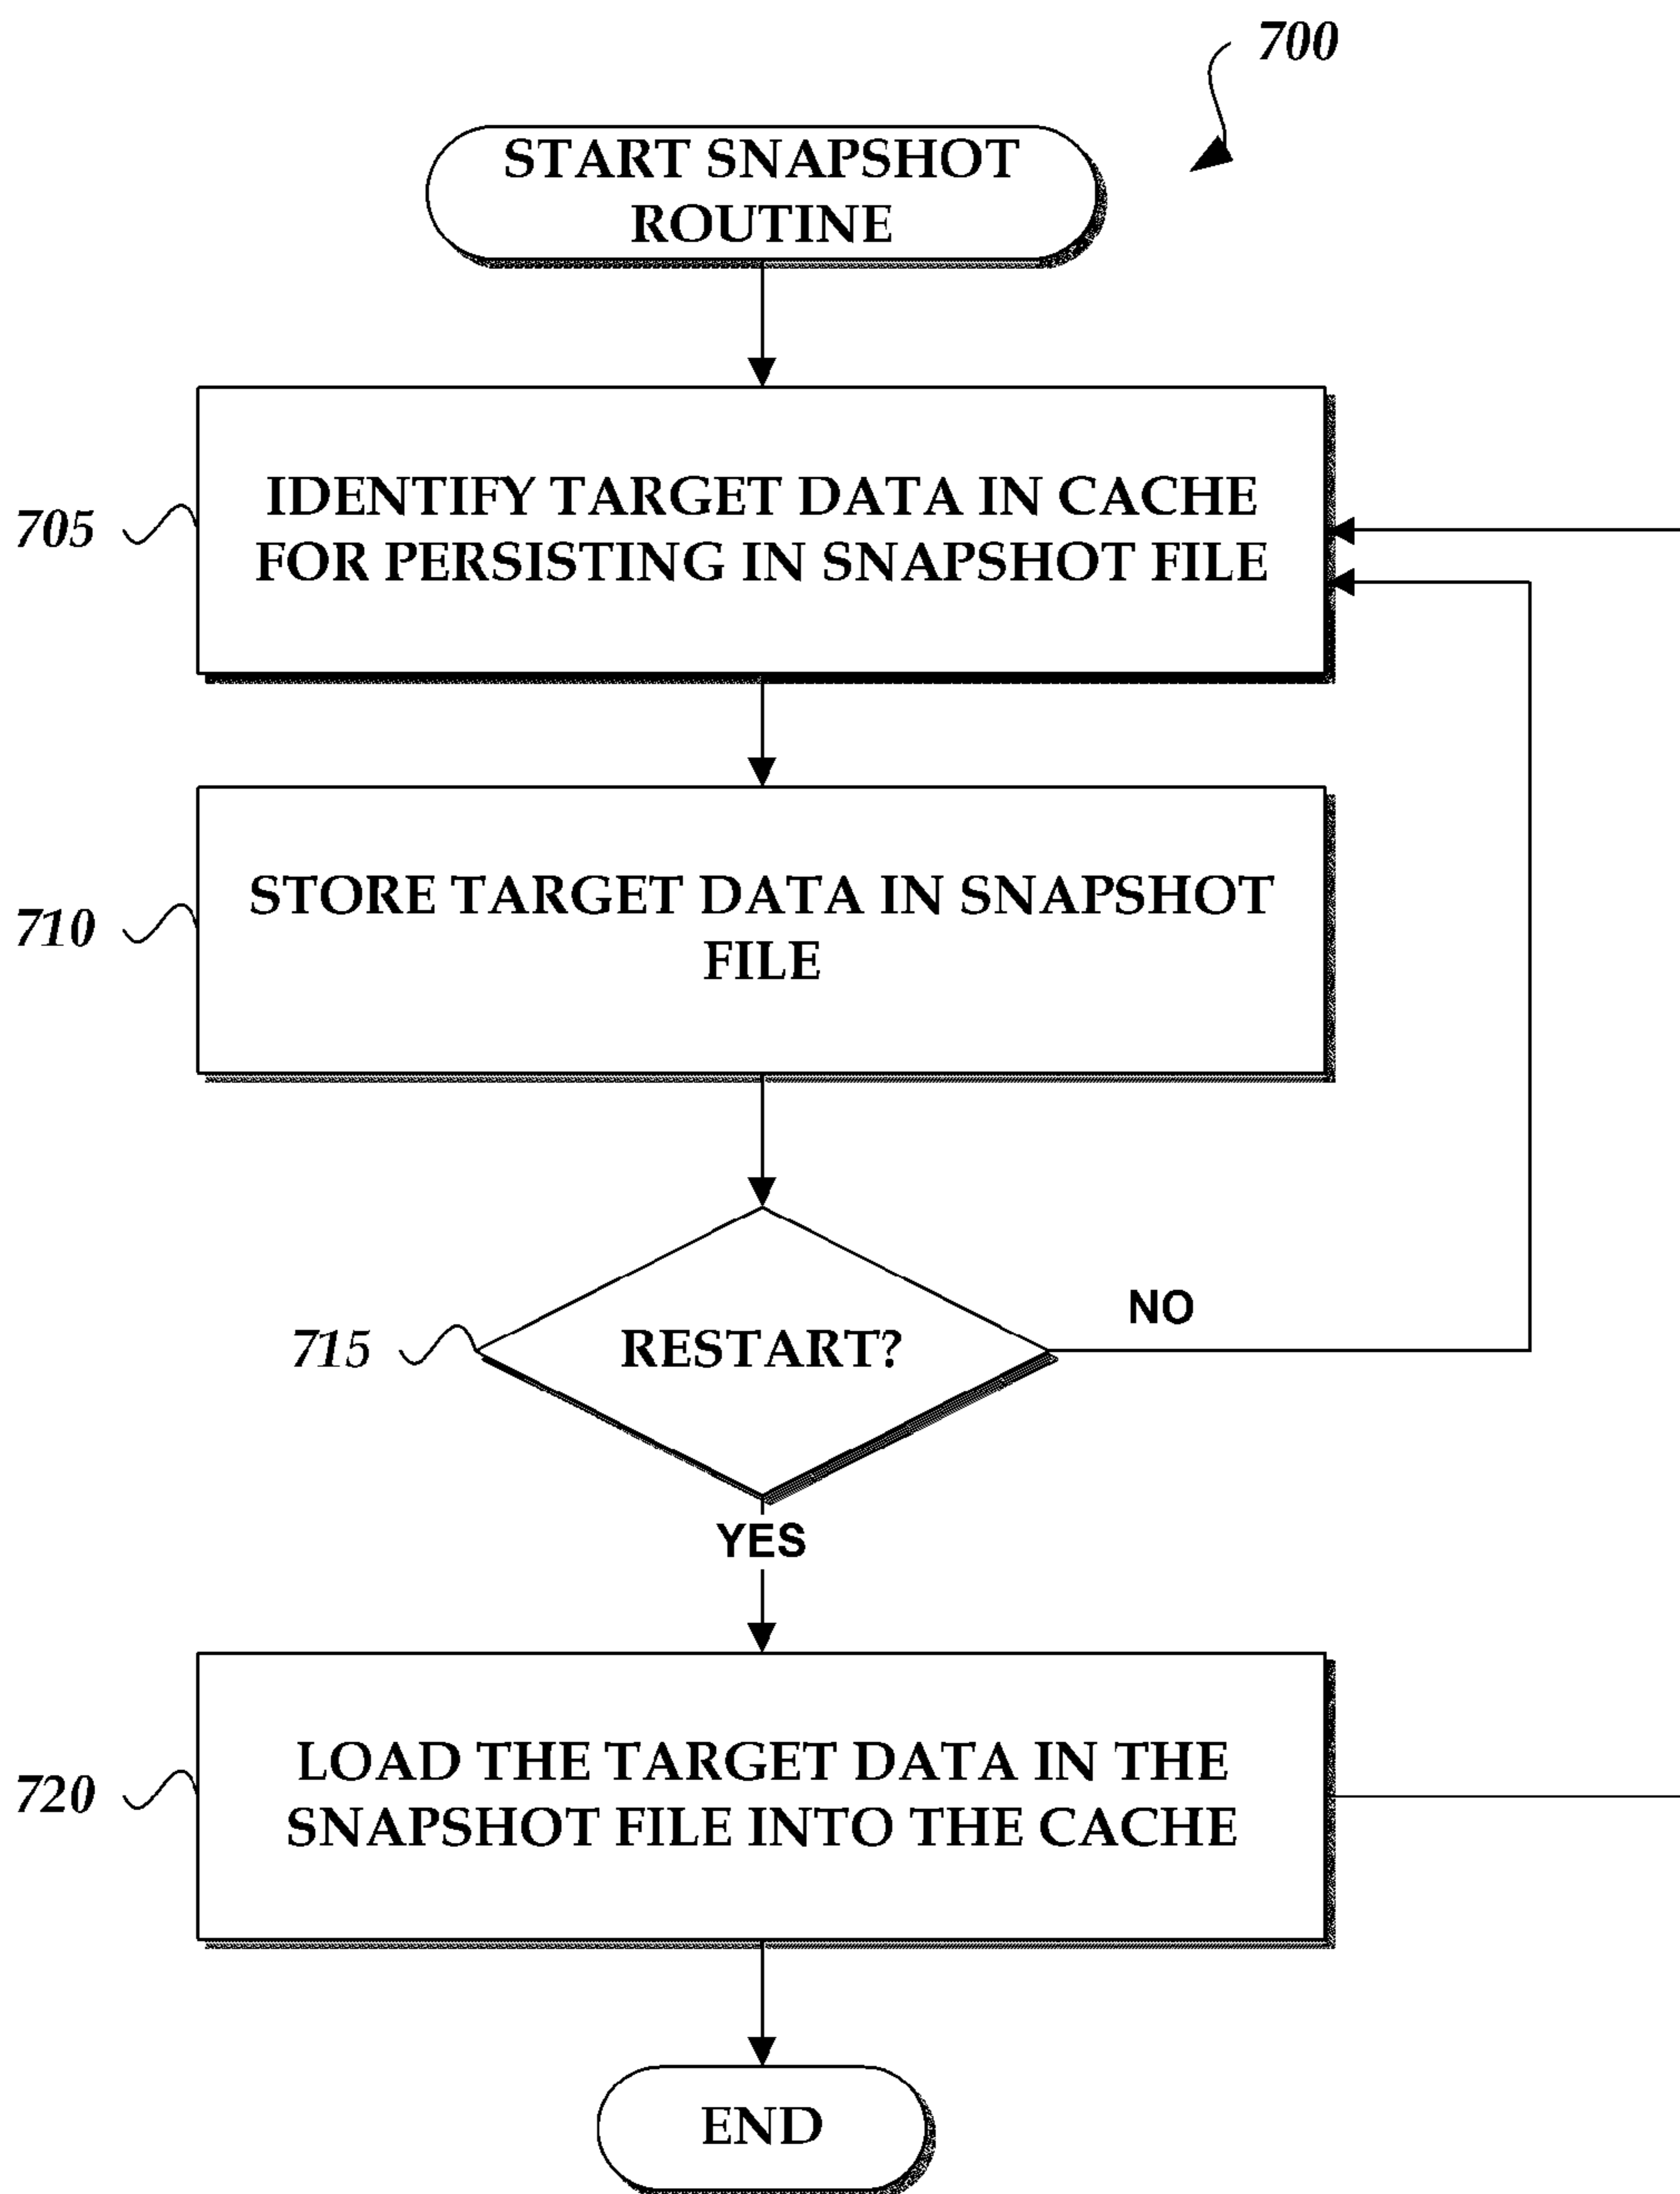 700
START SNAPSHOT
ROUTINE
705
IDENTIFY TARGET DATA IN CACHE
FOR PERSISTING IN SNAPSHOT FILE
710
STORE TARGET DATA IN SNAPSHOT
FILE
715
RESTART?
NO
YES
720
LOAD THE TARGET DATA IN THE
SNAPSHOT FILE INTO THE CACHE
END